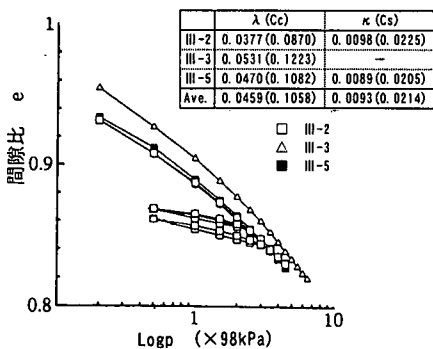 λ (Cc) κ (Cs)
III-2 0.0377(0.0870) 0.0098(0.0225)
III-3 0.0531(0.1223) —
III-5 0.0470(0.1082) 0.0089(0.0205)
Ave. 0.0459(0.1058) 0.0093(0.0214)
□ III-2
△ III-3
■ III-5
間隙比 e
1
0.9
0.8
1
10
Logp (×98kPa)